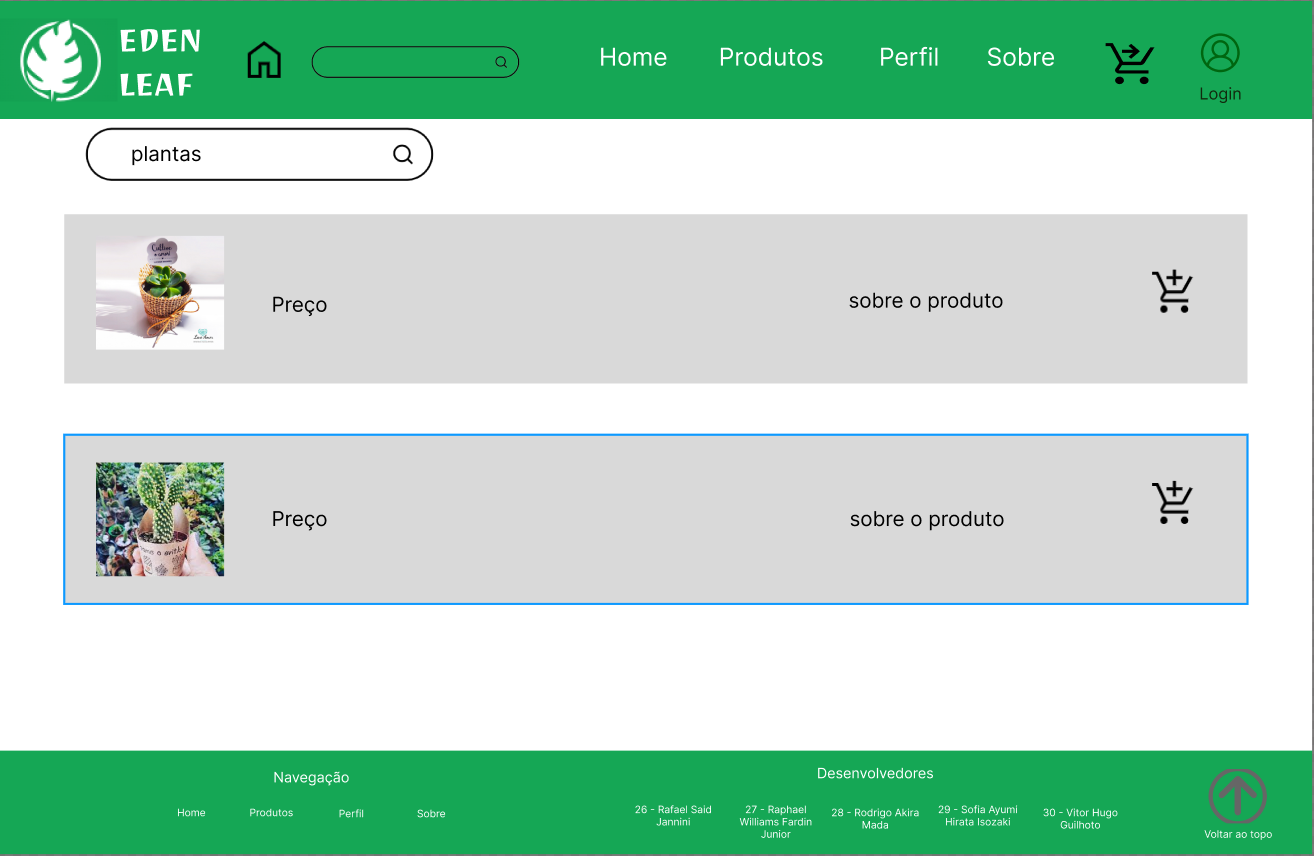 EDEN
LEAF
Home
Produtos
Perfil
Sobre
Login
plantas
Cultive
o amor
Preço
sobre o produto
Preço
sobre o produto
Navegação
Home
Produtos
Perfil
Sobre
Desenvolvedores
26 - Rafael Said
Jannini
27 - Raphael
Williams Fardin
Junior
28 - Rodrigo Akira
Mada
29 - Sofia Ayumi
Hirata Isozaki
30 - Vitor Hugo
Guilhoto
Voltar ao topo